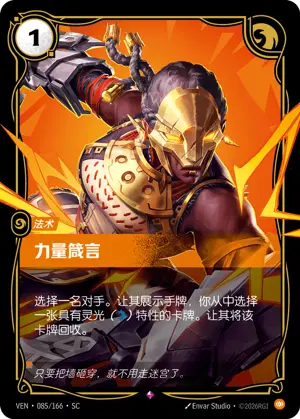 1
法术
力量箴言
选择一名对手。让其展示手牌，你从中选择
一张具有灵光（）特性的卡牌。让其将该
卡牌回收。
只要把墙砸穿，就不用走迷宫了。
VEN • 085/166 • SC
Envar Studio • ©2026RGI